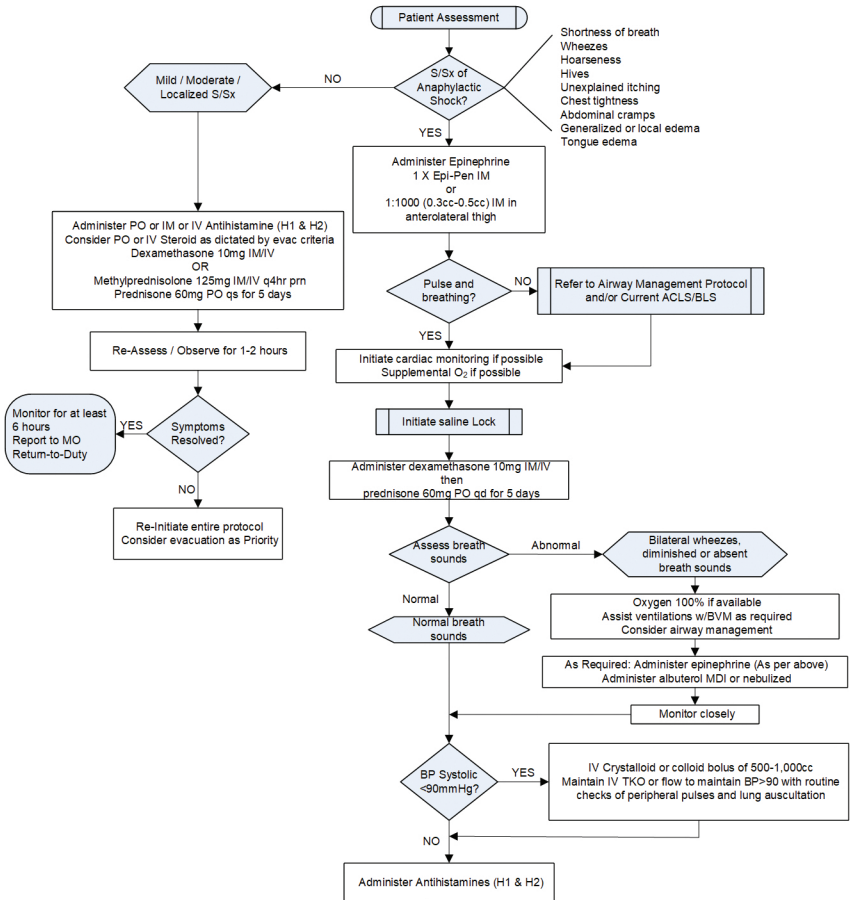 Patient Assessment
Shortness of breath
Wheezes
Hoarseness
Hives
Unexplained itching
Chest tightness
Abdominal cramps
Generalized or local edema
Tongue edema
S/Sx of
Anaphylactic
Shock?
NO
Mild / Moderate /
Localized S/Sx
YES
Administer Epinephrine
1 X Epi-Pen IM
or
1:1000 (0.3cc-0.5cc) IM in
anterolateral thigh
Administer PO or IM or IV Antihistamine (H1 & H2)
Consider PO or IV Steroid as dictated by evac criteria
Dexamethasone 10mg IM/IV
OR
Methylprednisolone 125mg IM/IV q4hr prn
Prednisone 60mg PO qs for 5 days
Pulse and
breathing?
NO
Refer to Airway Management Protocol
and/or Current ACLS/BLS
YES
Re-Assess / Observe for 1-2 hours
Initiate cardiac monitoring if possible
Supplemental O2 if possible
Symptoms
Resolved?
YES
Monitor for at least
6 hours
Report to MO
Return-to-Duty
NO
Re-Initiate entire protocol
Consider evacuation as Priority
Initiate saline Lock
Administer dexamethasone 10mg IM/IV
then
prednisone 60mg PO qd for 5 days
Assess breath
sounds
Abnormal
Bilateral wheezes,
diminished or absent
breath sounds
Normal
Normal breath
sounds
Oxygen 100% if available
Assist ventilations w/BVM as required
Consider airway management
As Required: Administer epinephrine (As per above)
Administer albuterol MDI or nebulized
Monitor closely
BP Systolic
<90mmHg?
YES
IV Crystalloid or colloid bolus of 500-1,000cc
Maintain IV TKO or flow to maintain BP>90 with routine
checks of peripheral pulses and lung auscultation
NO
Administer Antihistamines (H1 & H2)